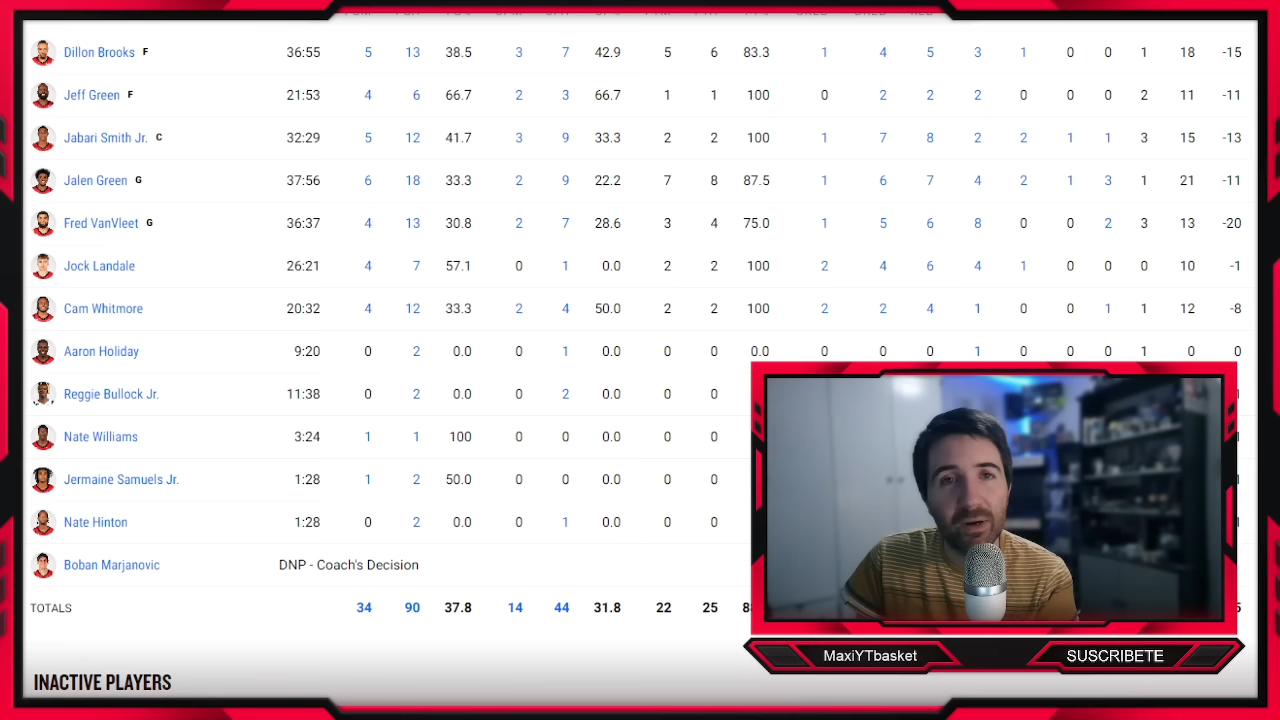 Dillon Brooks F 36:55 5 13 38.5 3 7 42.9 5 6 83.3 1 4 5 3 1 0 0 1 18 -15
Jeff Green F 21:53 4 6 66.7 2 3 66.7 1 1 100 0 2 2 2 0 0 0 2 11 -11
Jabari Smith Jr. C 32:29 5 12 41.7 3 9 33.3 2 2 100 1 7 8 2 2 1 1 3 15 -13
Jalen Green G 37:56 6 18 33.3 2 9 22.2 7 8 87.5 1 6 7 4 2 1 3 1 21 -11
Fred VanVleet G 36:37 4 13 30.8 2 7 28.6 3 4 75.0 1 5 6 8 0 0 2 3 13 -20
Jock Landale 26:21 4 7 57.1 0 1 0.0 2 2 100 2 4 6 4 1 0 0 0 10 -1
Cam Whitmore 20:32 4 12 33.3 2 4 50.0 2 2 100 2 2 4 1 0 0 1 1 12 -8
Aaron Holiday 9:20 0 2 0.0 0 1 0.0 0 0 0.0 0 0 0 1 0 0 0 1 0 0
Reggie Bullock Jr. 11:38 0 2 0.0 0 2 0.0 0 0
Nate Williams 3:24 1 1 100 0 0 0.0 0 0
Jermaine Samuels Jr. 1:28 1 2 50.0 0 0 0.0 0 0
Nate Hinton 1:28 0 2 0.0 0 1 0.0 0 0
Boban Marjanovic DNP - Coach's Decision
TOTALS 34 90 37.8 14 44 31.8 22 25
MaxiYTbasket SUSCRIBETE
INACTIVE PLAYERS